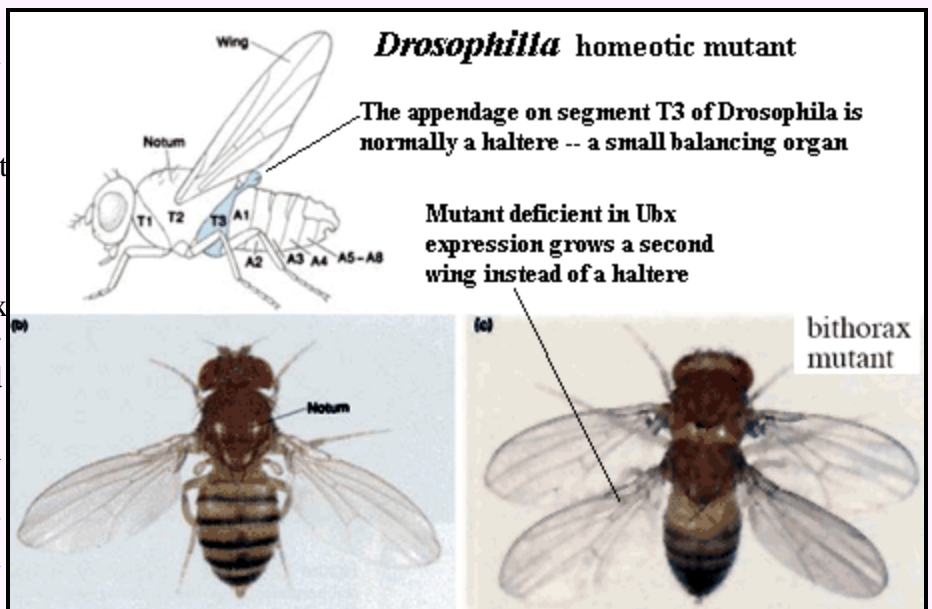 Drosophilla homeotic mutant
Wing
The appendage on segment T3 of Drosophila is
normally a haltere -- a small balancing organ
Notum
T1
T2
T3
A1
A2
A3
A4
A5-A8
Mutant deficient in Ubx
expression grows a second
wing instead of a haltere
(b)
Notum
(c)
bithorax
mutant